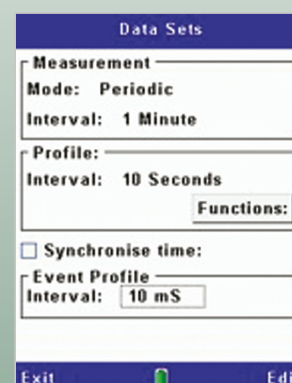 Data Sets
Measurement
Mode: Periodic
Interval: 1 Minute
Profile:
Interval: 10 Seconds
Functions:
Synchronise time:
Event Profile
Interval: 10 mS
Exit Edi